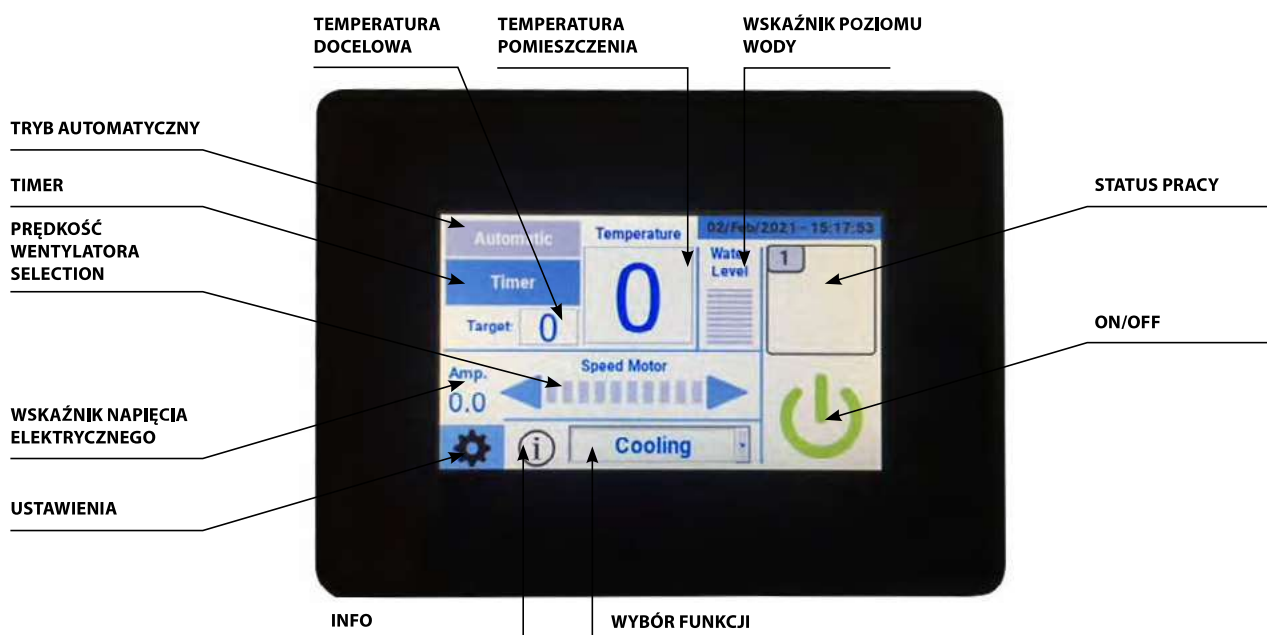 TEMPERATURA
DOCELOWA
TEMPERATURA
POMIESZCZENIA
WSKAŹNIK POZIOMU
WODY
TRYB AUTOMATYCZNY
TIMER
PRĘDKOŚĆ
WENTYLATORA
SELECTION
WSKAŹNIK NAPIĘCIA
ELEKTRYCZNEGO
USTAWIENIA
STATUS PRACY
ON/OFF
Automatic
Temperature
02/Feb/2021 - 15:17:53
Timer
0
Water
Level
1
Target:
0
Amp.
0.0
Speed Motor
i
Cooling
INFO
WYBÓR FUNKCJI